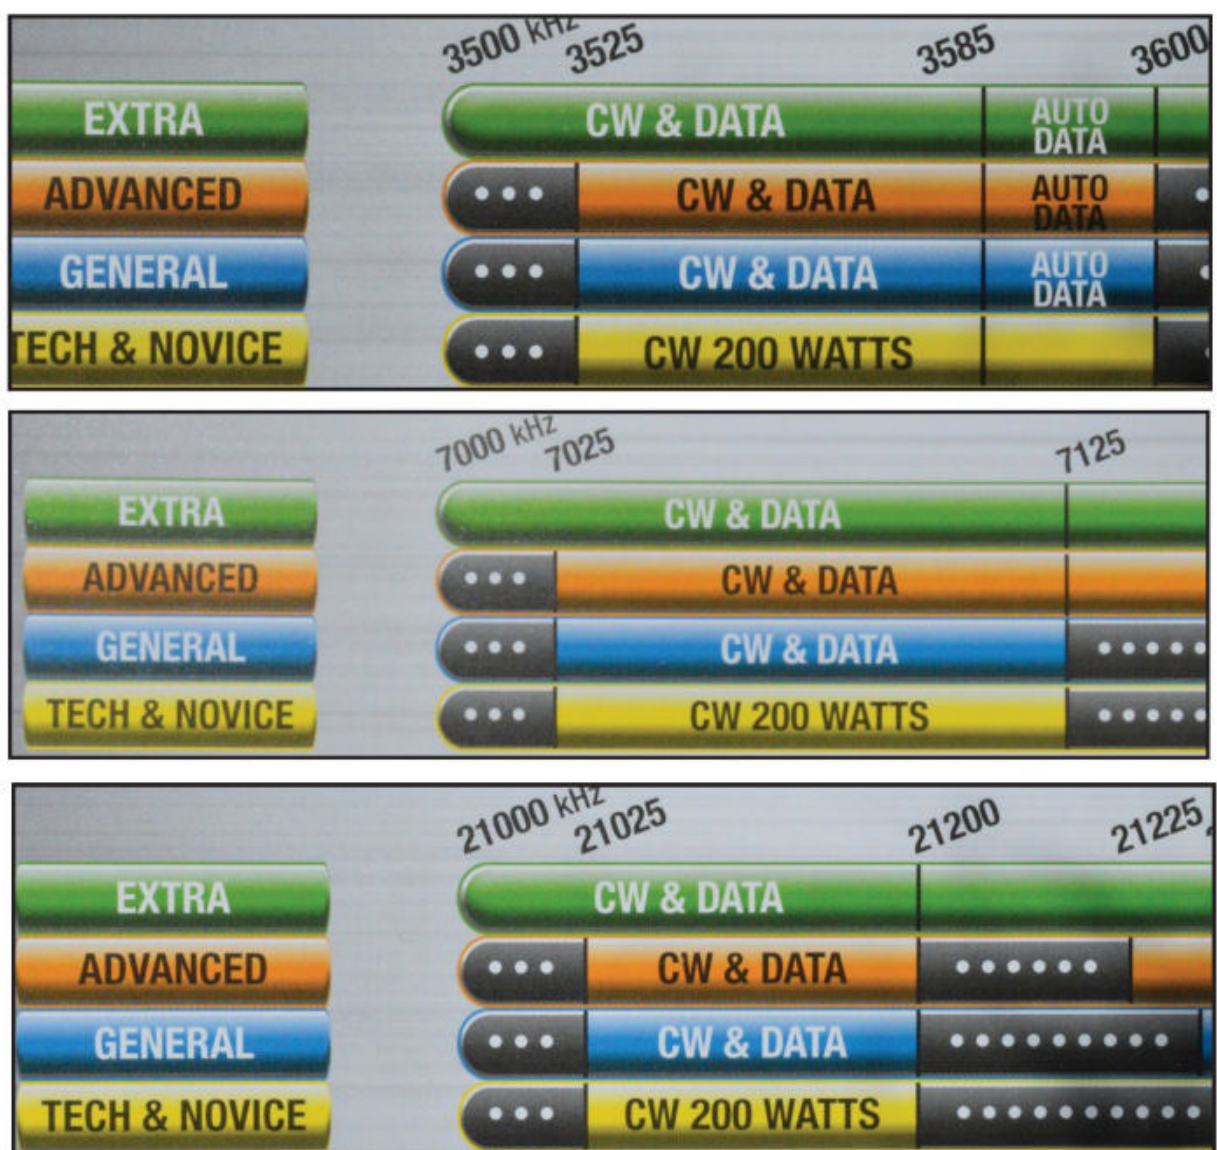 3500 kHz 3525 3585 3600
EXTRA CW & DATA AUTO DATA
ADVANCED CW & DATA AUTO DATA
GENERAL CW & DATA AUTO DATA
TECH & NOVICE CW 200 WATTS
7000 kHz 7025 7125
EXTRA CW & DATA
ADVANCED CW & DATA
GENERAL CW & DATA
TECH & NOVICE CW 200 WATTS
21000 kHz 21025 21200 21225
EXTRA CW & DATA
ADVANCED CW & DATA
GENERAL CW & DATA
TECH & NOVICE CW 200 WATTS